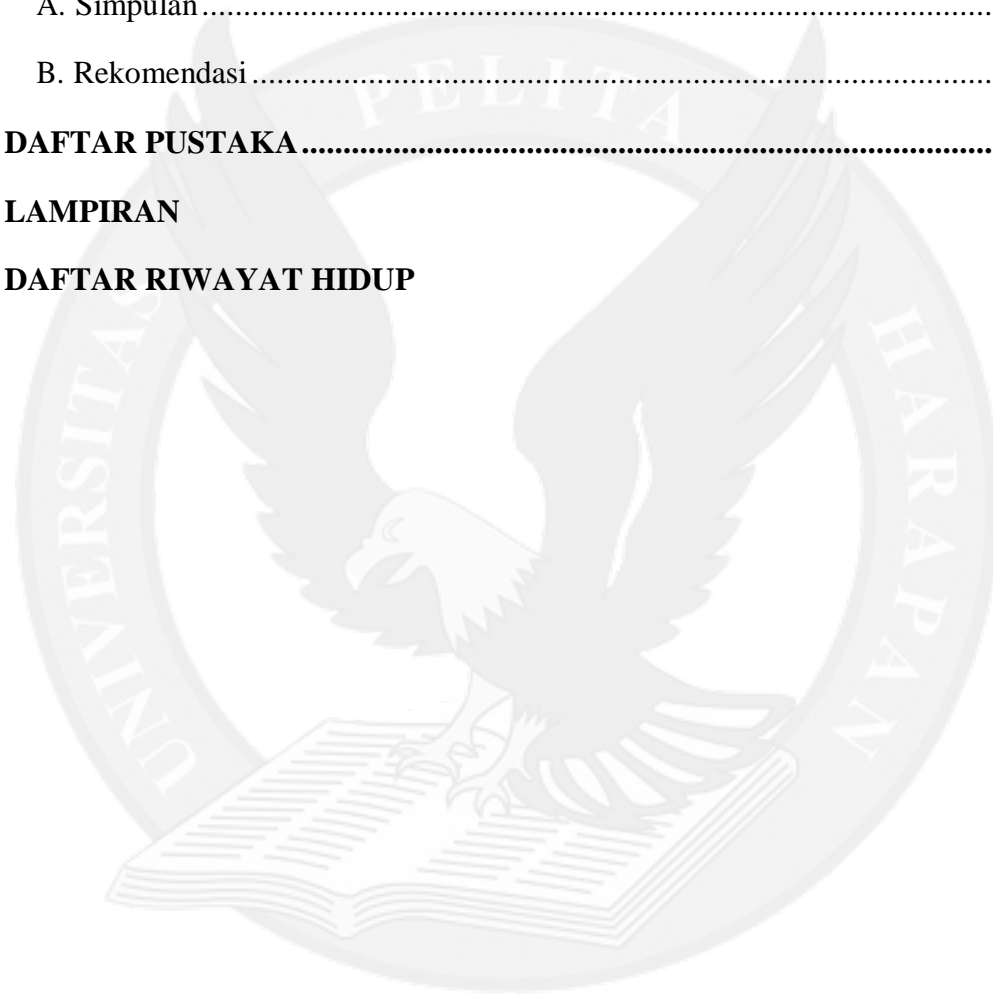 A. Simpulan................................................................................................
B. Rekomendasi..........................................................................................
DAFTAR PUSTAKA....................................................................................
LAMPIRAN
DAFTAR RIWAYAT HIDUP
UNIVERSITAS PELITA HARAPAN